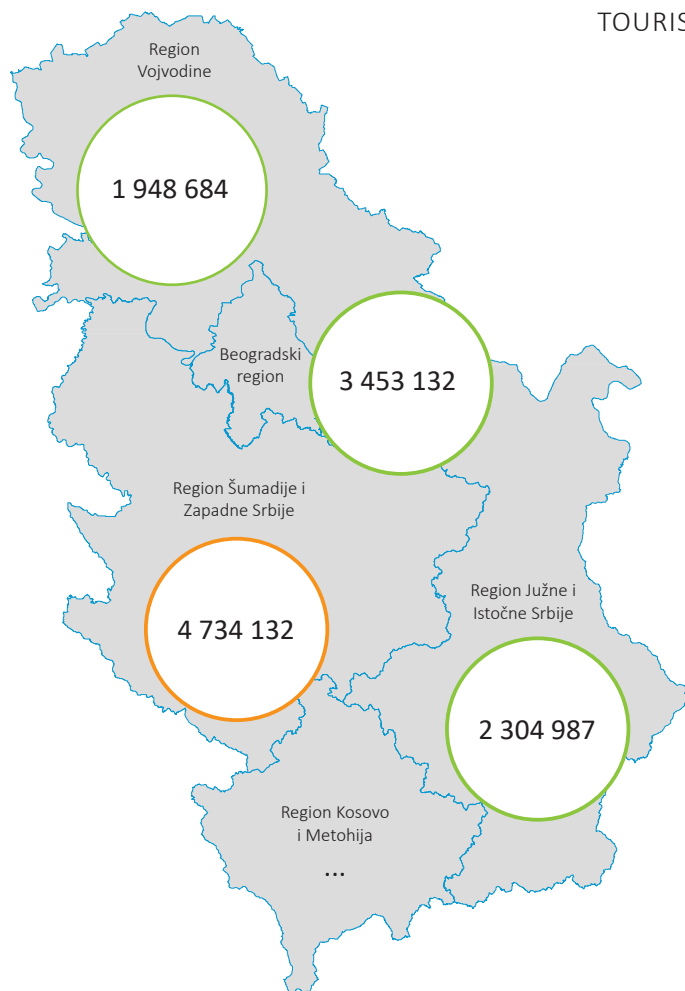 TOURIS
Region
Vojvodine
1 948 684
Beogradski
region
3 453 132
Region Šumadije i
Zapadne Srbije
4 734 132
Region Južne i
Istočne Srbije
2 304 987
Region Kosovo
i Metohija
...